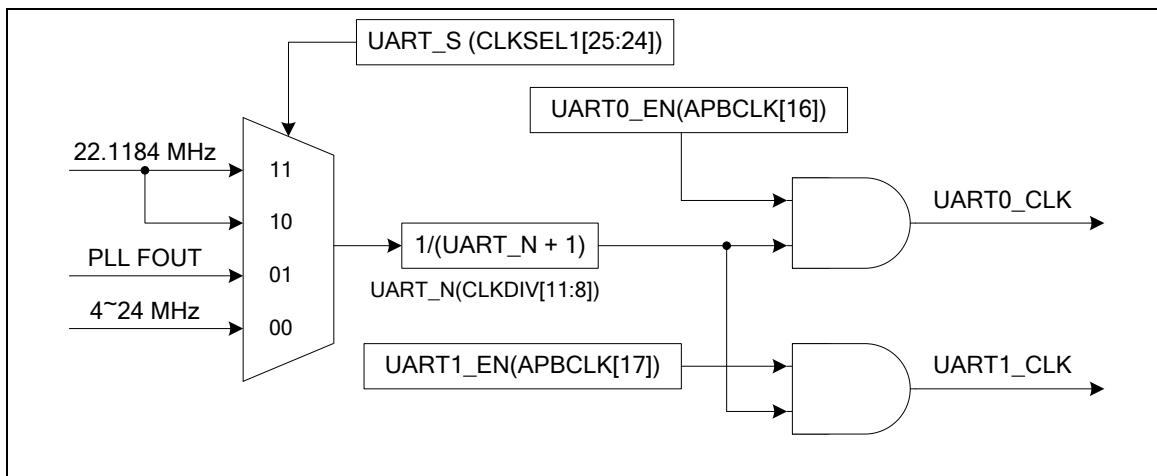 UART_S (CLKSEL1[25:24])
UART0_EN(APBCLK[16])
22.1184 MHz
11
UART0_CLK
10
1/(UART_N + 1)
PLL FOUT
01
UART_N(CLKDIV[11:8])
4~24 MHz
00
UART1_EN(APBCLK[17])
UART1_CLK